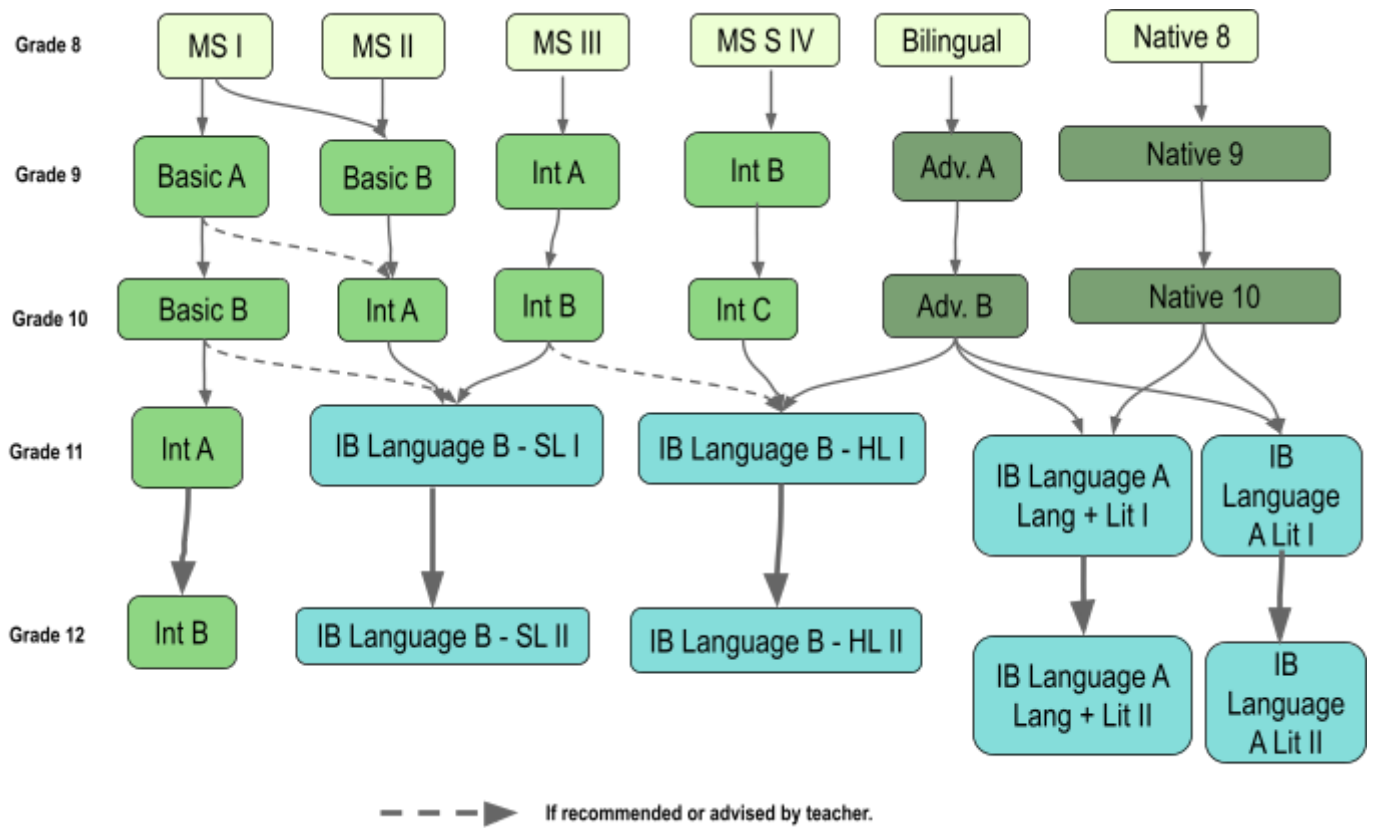 Grade 8
MS I
MS II
MS III
MS S IV
Bilingual
Native 8
Grade 9
Basic A
Basic B
Int A
Int B
Adv. A
Native 9
Grade 10
Basic B
Int A
Int B
Int C
Adv. B
Native 10
Grade 11
Int A
IB Language B - SL I
IB Language B - HL I
IB Language A
Lang + Lit I
IB
Language
A Lit I
Grade 12
Int B
IB Language B - SL II
IB Language B - HL II
IB Language A
Lang + Lit II
IB
Language
A Lit II
If recommended or advised by teacher.